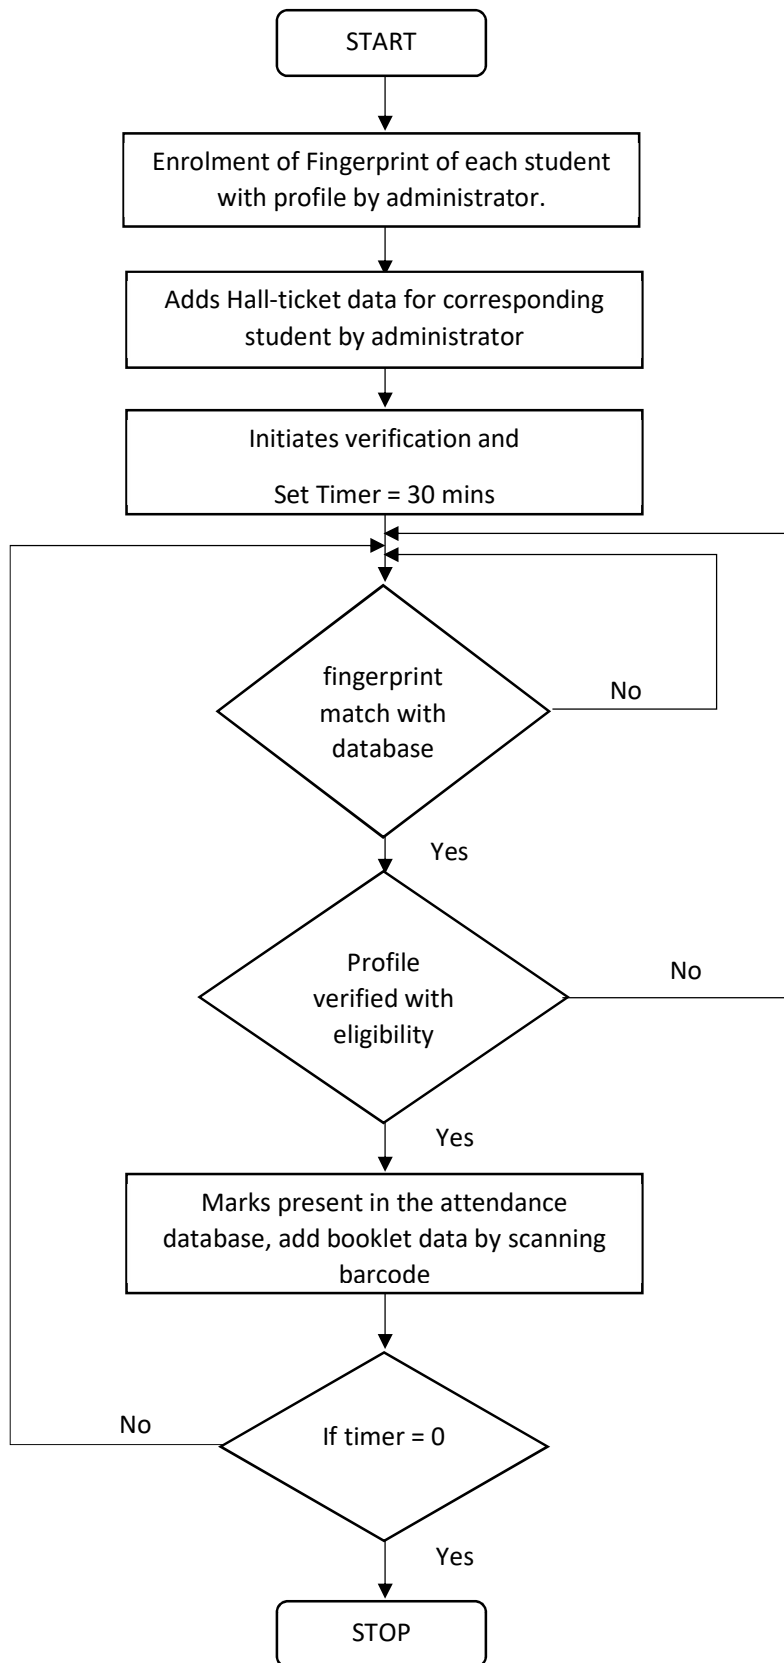 START
Enrolment of Fingerprint of each student
with profile by administrator.
Adds Hall-ticket data for corresponding
student by administrator
Initiates verification and
Set Timer = 30 mins
fingerprint
match with
database
No
Yes
Profile
verified with
eligibility
No
Yes
Marks present in the attendance
database, add booklet data by scanning
barcode
If timer = 0
No
Yes
STOP